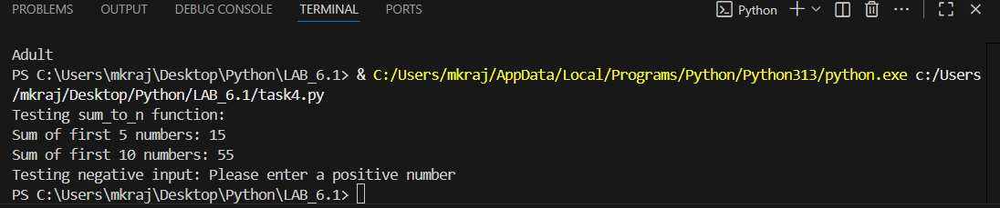 PROBLEMS OUTPUT DEBUG CONSOLE TERMINAL PORTS Python
Adult
PS C:\Users\mkraj\Desktop\Python\LAB_6.1> & C:/Users/mkraj/AppData/Local/Programs/Python/Python313/python.exe c:/Users
/mkraj/Desktop/Python/LAB_6.1/task4.py
Testing sum_to_n function:
Sum of first 5 numbers: 15
Sum of first 10 numbers: 55
Testing negative input: Please enter a positive number
PS C:\Users\mkraj\Desktop\Python\LAB_6.1>